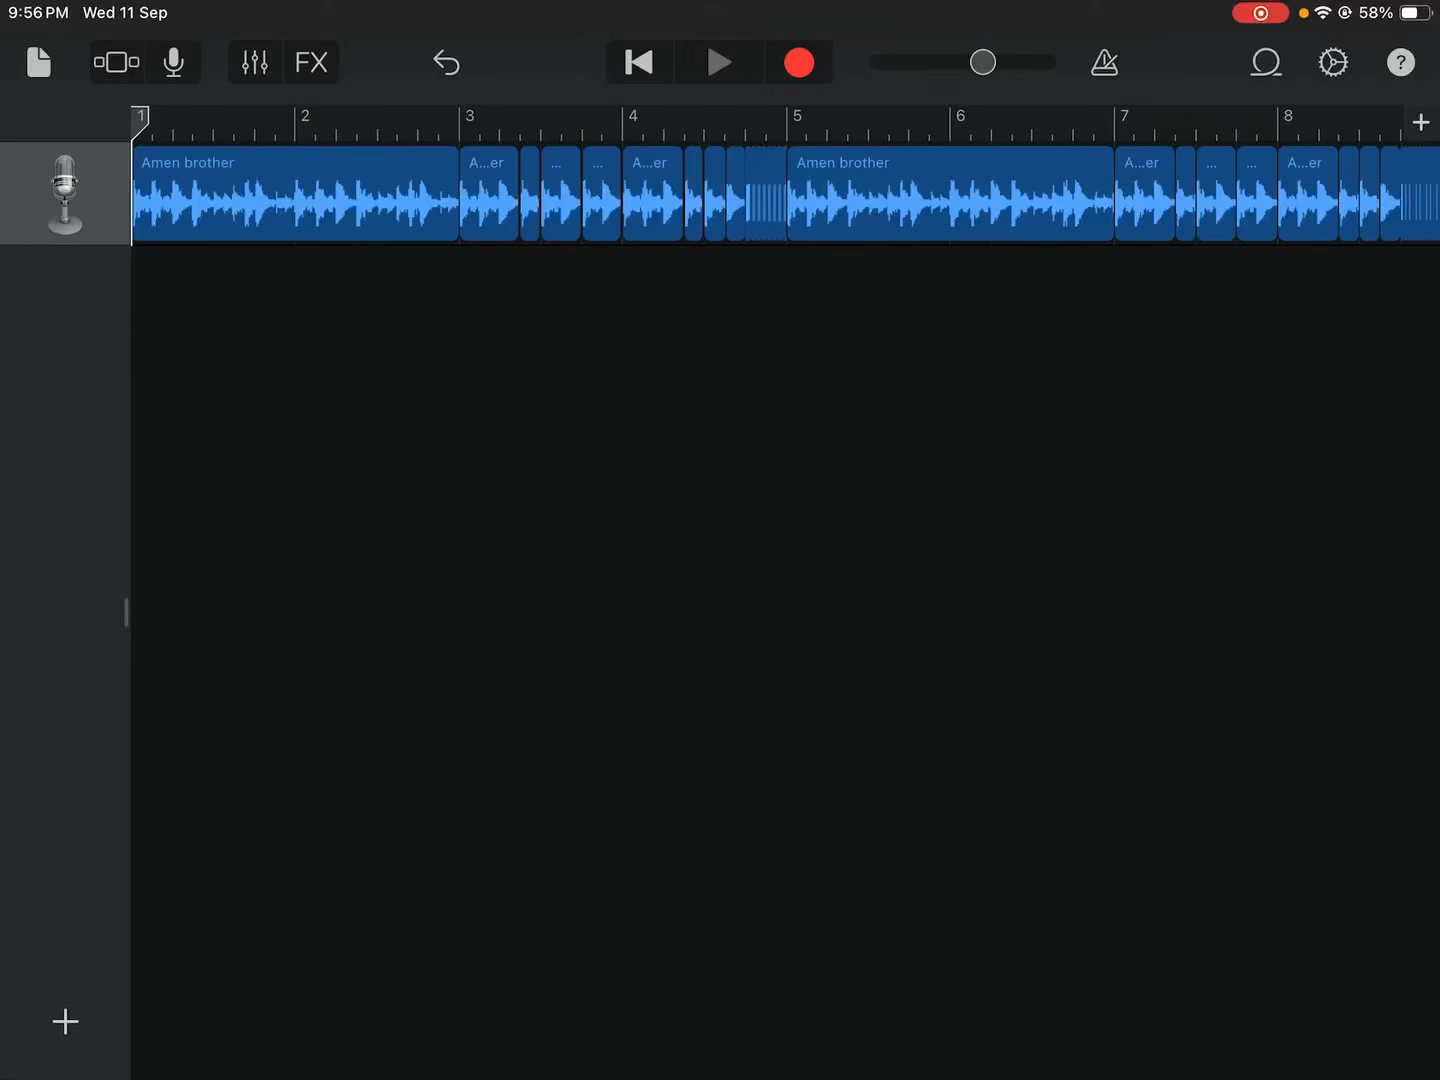 9:56 PM Wed 11 Sep 58%
FX ?
1 2 3 4 5 6 7 8
Amen brother A...er ... ... A...er Amen brother A...er ... ... A...er